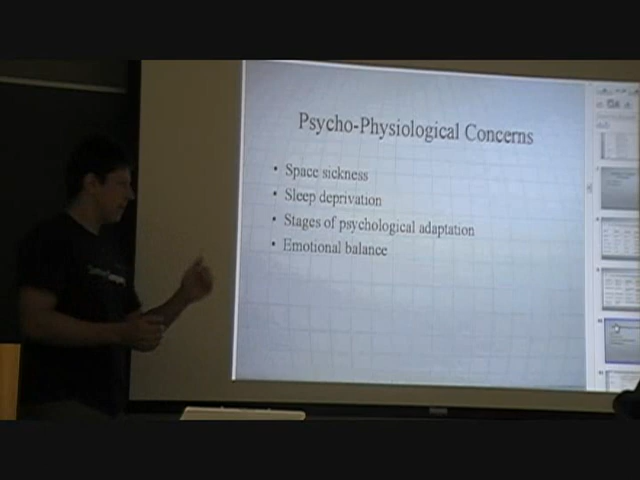 Psycho-Physiological Concerns
• Space sickness
• Sleep deprivation
• Stages of psychological adaptation
• Emotional balance